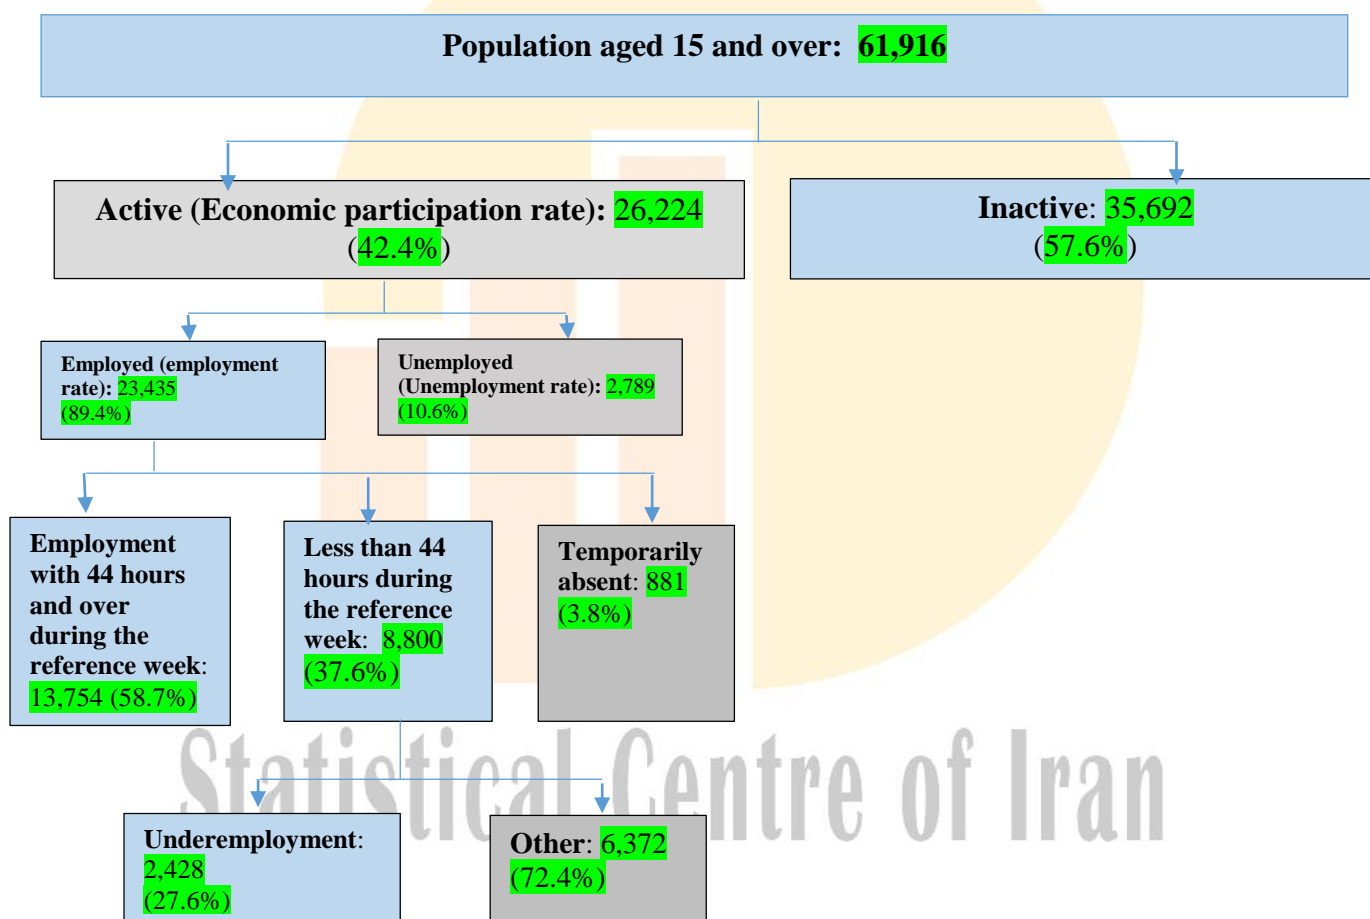 Population aged 15 and over: 61,916
Active (Economic participation rate): 26,224
(42.4%)
Inactive: 35,692
(57.6%)
Employed (employment
rate): 23,435
(89.4%)
Unemployed
(Unemployment rate): 2,789
(10.6%)
Employment
with 44 hours
and over
during the
reference week:
13,754 (58.7%)
Less than 44
hours during
the reference
week: 8,800
(37.6%)
Temporarily
absent: 881
(3.8%)
Statistical Centre of Iran
Underemployment:
2,428
(27.6%)
Other: 6,372
(72.4%)